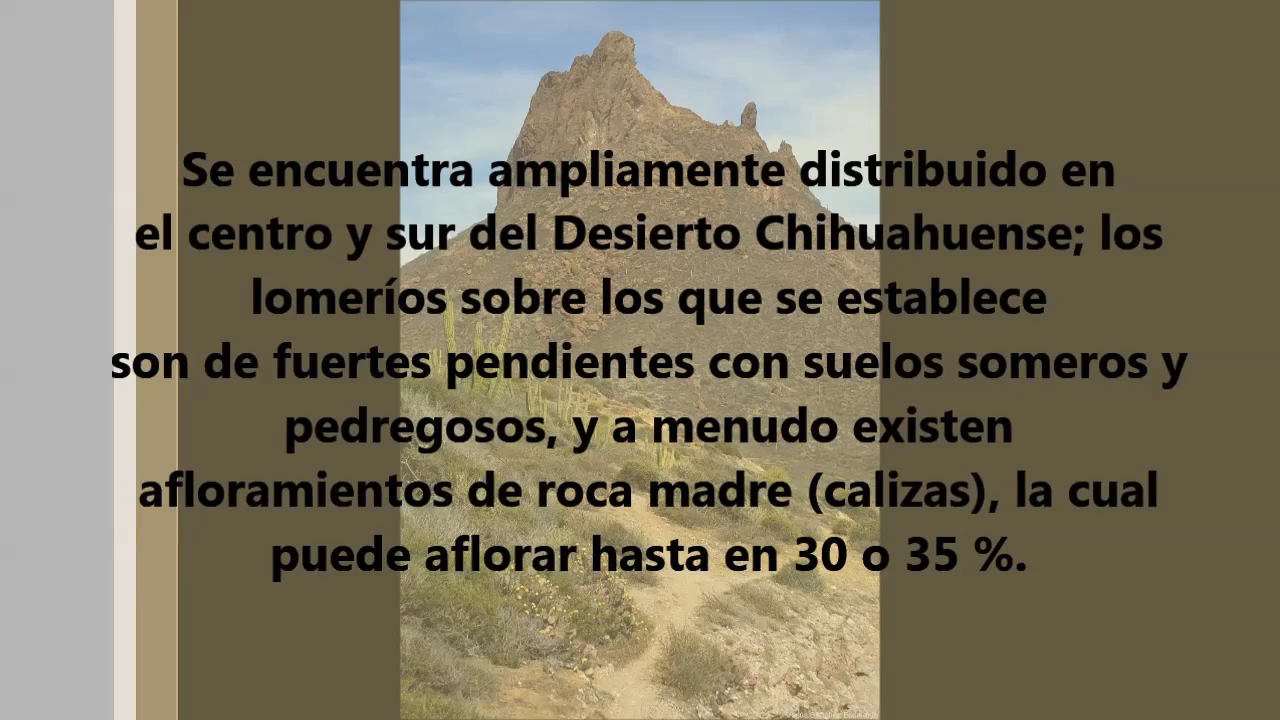 Se encuentra ampliamente distribuido en
el centro y sur del Desierto Chihuahuense; los
lomeríos sobre los que se establece
son de fuertes pendientes con suelos someros y
pedregosos, y a menudo existen
afloramientos de roca madre (calizas), la cual
puede aflorar hasta en 30 o 35 %.